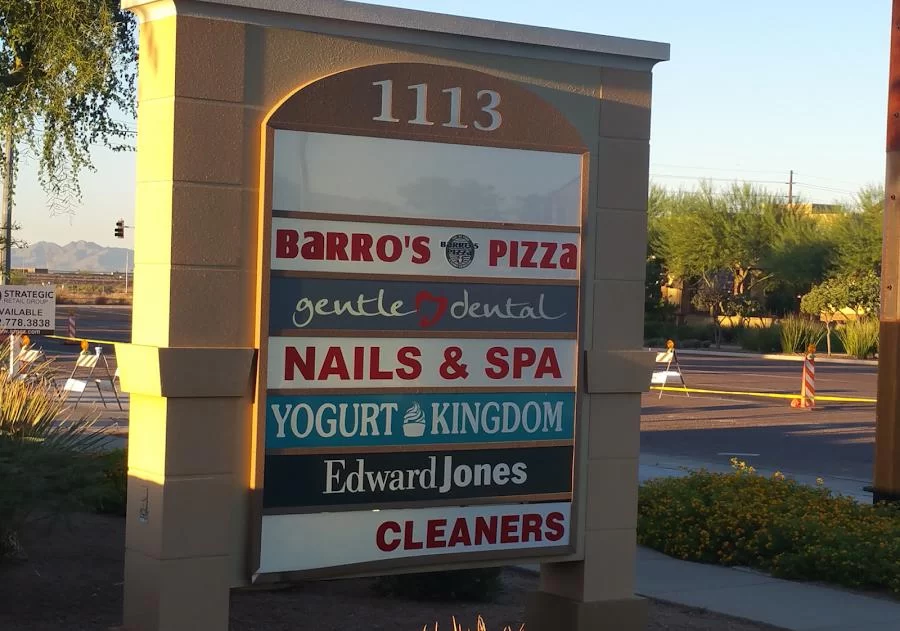 1113
BARRO'S BARRO'S PIZZA PIZZA
gentle dental
NAILS & SPA
YOGURT KINGDOM
Edward Jones
CLEANERS
STRATEGIC
RETAIL GROUP
AVAILABLE
.778.3838